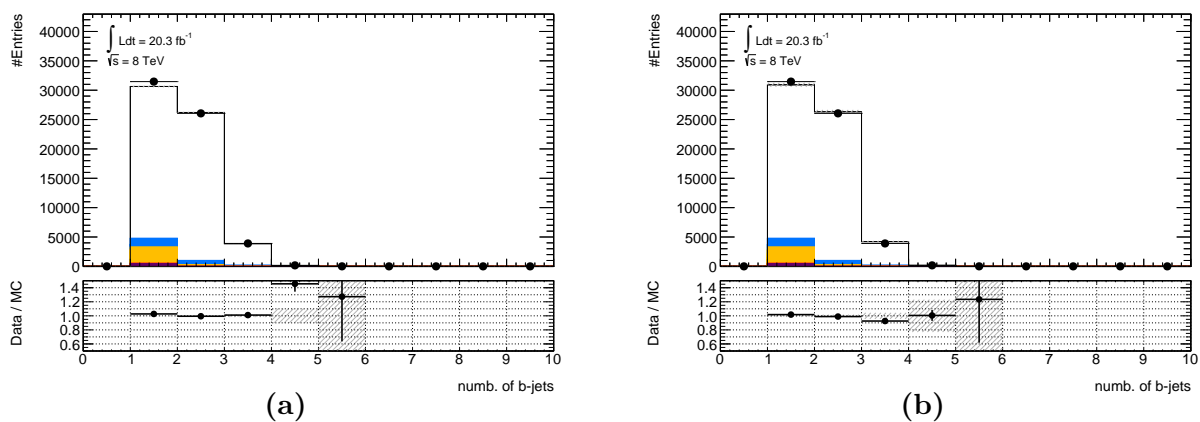 #Entries
40000
35000
30000
25000
20000
15000
10000
5000
0
∫ Ldt = 20.3 fb⁻¹
√s = 8 TeV
Data / MC
1.4
1.2
1.0
0.8
0.6
0 1 2 3 4 5 6 7 8 9 10
numb. of b-jets
(a)
#Entries
40000
35000
30000
25000
20000
15000
10000
5000
0
∫ Ldt = 20.3 fb⁻¹
√s = 8 TeV
Data / MC
1.4
1.2
1.0
0.8
0.6
0 1 2 3 4 5 6 7 8 9 10
numb. of b-jets
(b)